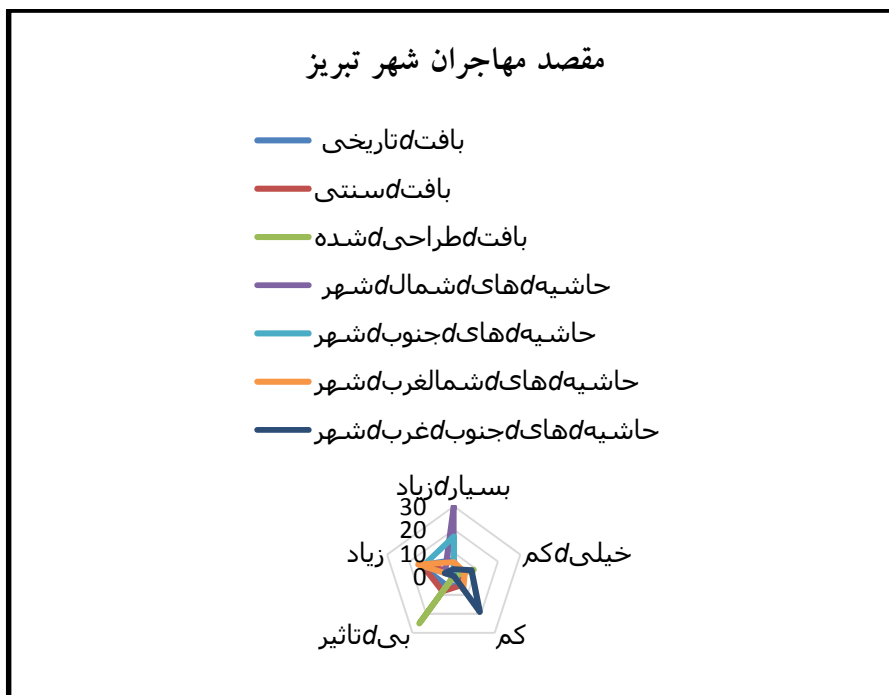 مقصد مهاجران شهر تبریز
بافتdتاریخی
بافتdسنتی
بافتdطراحیdشده
حاشیهdهایdشمالdشهر
حاشیهdهایdجنوبdشهر
حاشیهdهایdشمالغربdشهر
حاشیهdهایdجنوبdغربdشهر
بسیارdزیاد
30
20
10
0
زیاد
خیلیdکم
بیdتاثیر
کم